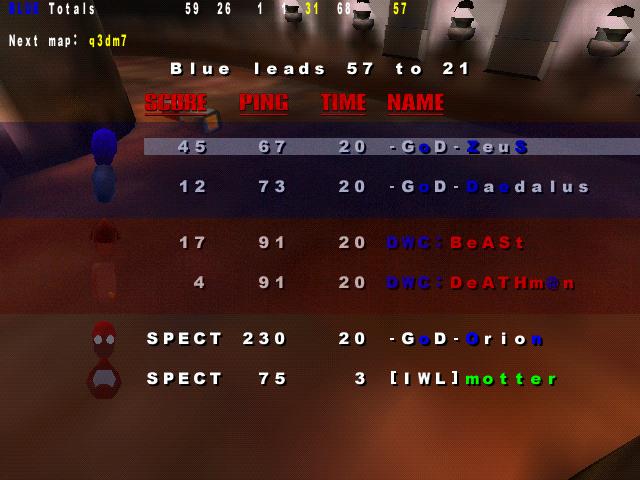 BLUE Totals 59 26 1 1 31 68 57
Next map: q3dm7
Blue leads 57 to 21
SCORE PING TIME NAME
45 67 20 -GoD-ZeuS
12 73 20 -GoD-Daedalus
17 91 20 DWC:BeASt
4 91 20 DWC:DeATHm@n
SPECT 230 20 -GoD-Orion
SPECT 75 3 [IWL]motter